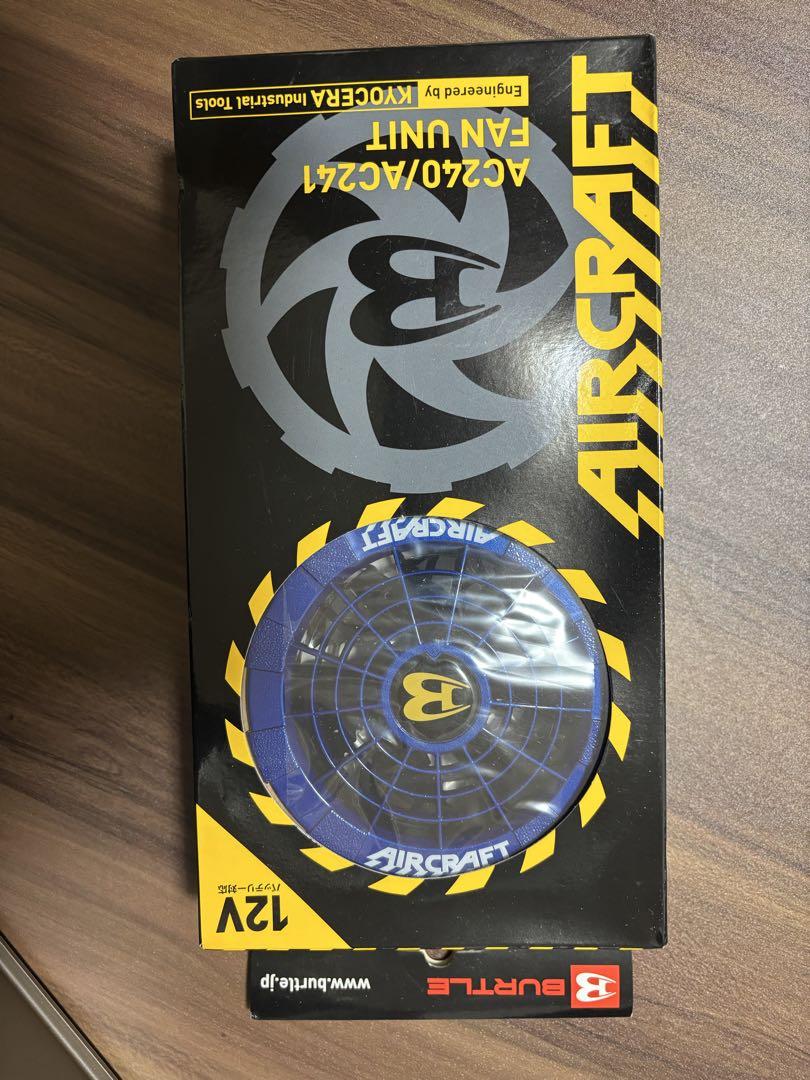 AIRCRAFT
Engineered by KYOCERA Industrial Tools
AC240/AC241
FAN UNIT
AIRCRAFT
AIRCRAFT
12V
バッテリー対応
BURTLE
www.burtle.jp